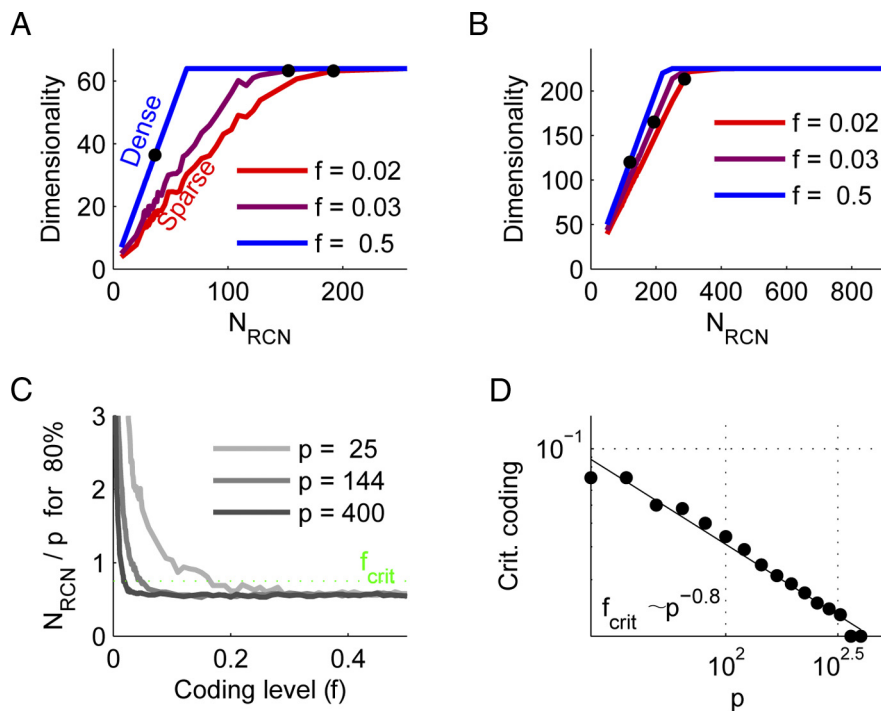 A
Dimensionality
60
40
20
0
Dense
Sparse
f = 0.02
f = 0.03
f = 0.5
0
100
200
N_RCN
B
Dimensionality
200
150
100
50
0
f = 0.02
f = 0.03
f = 0.5
0
200
400
600
800
N_RCN
C
N_RCN / p for 80%
3
2
1
0
p = 25
p = 144
p = 400
f_crit
0
0.2
0.4
Coding level (f)
D
Crit. coding
10^-1
f_crit ~p^-0.8
10^2
10^2.5
p